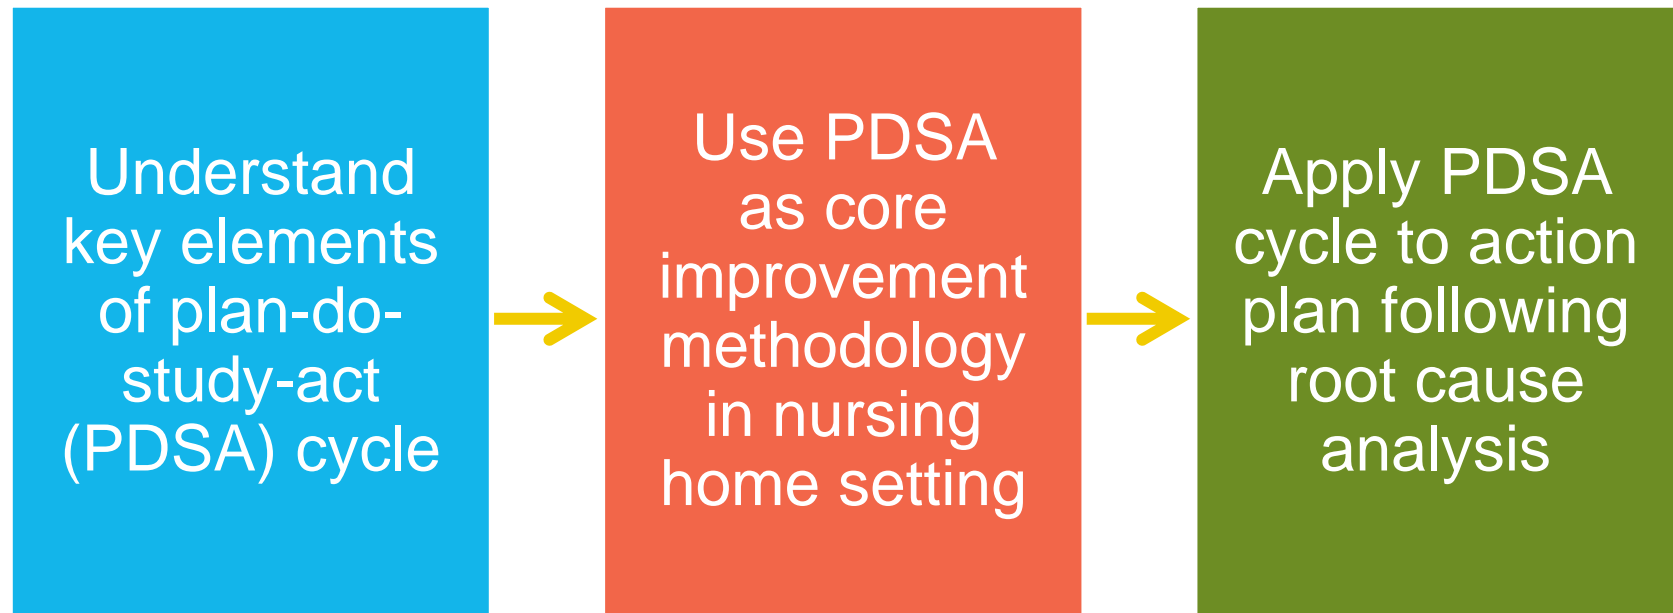 Understand
key elements
of plan-do-
study-act
(PDSA) cycle
Use PDSA
as core
improvement
methodology
in nursing
home setting
Apply PDSA
cycle to action
plan following
root cause
analysis